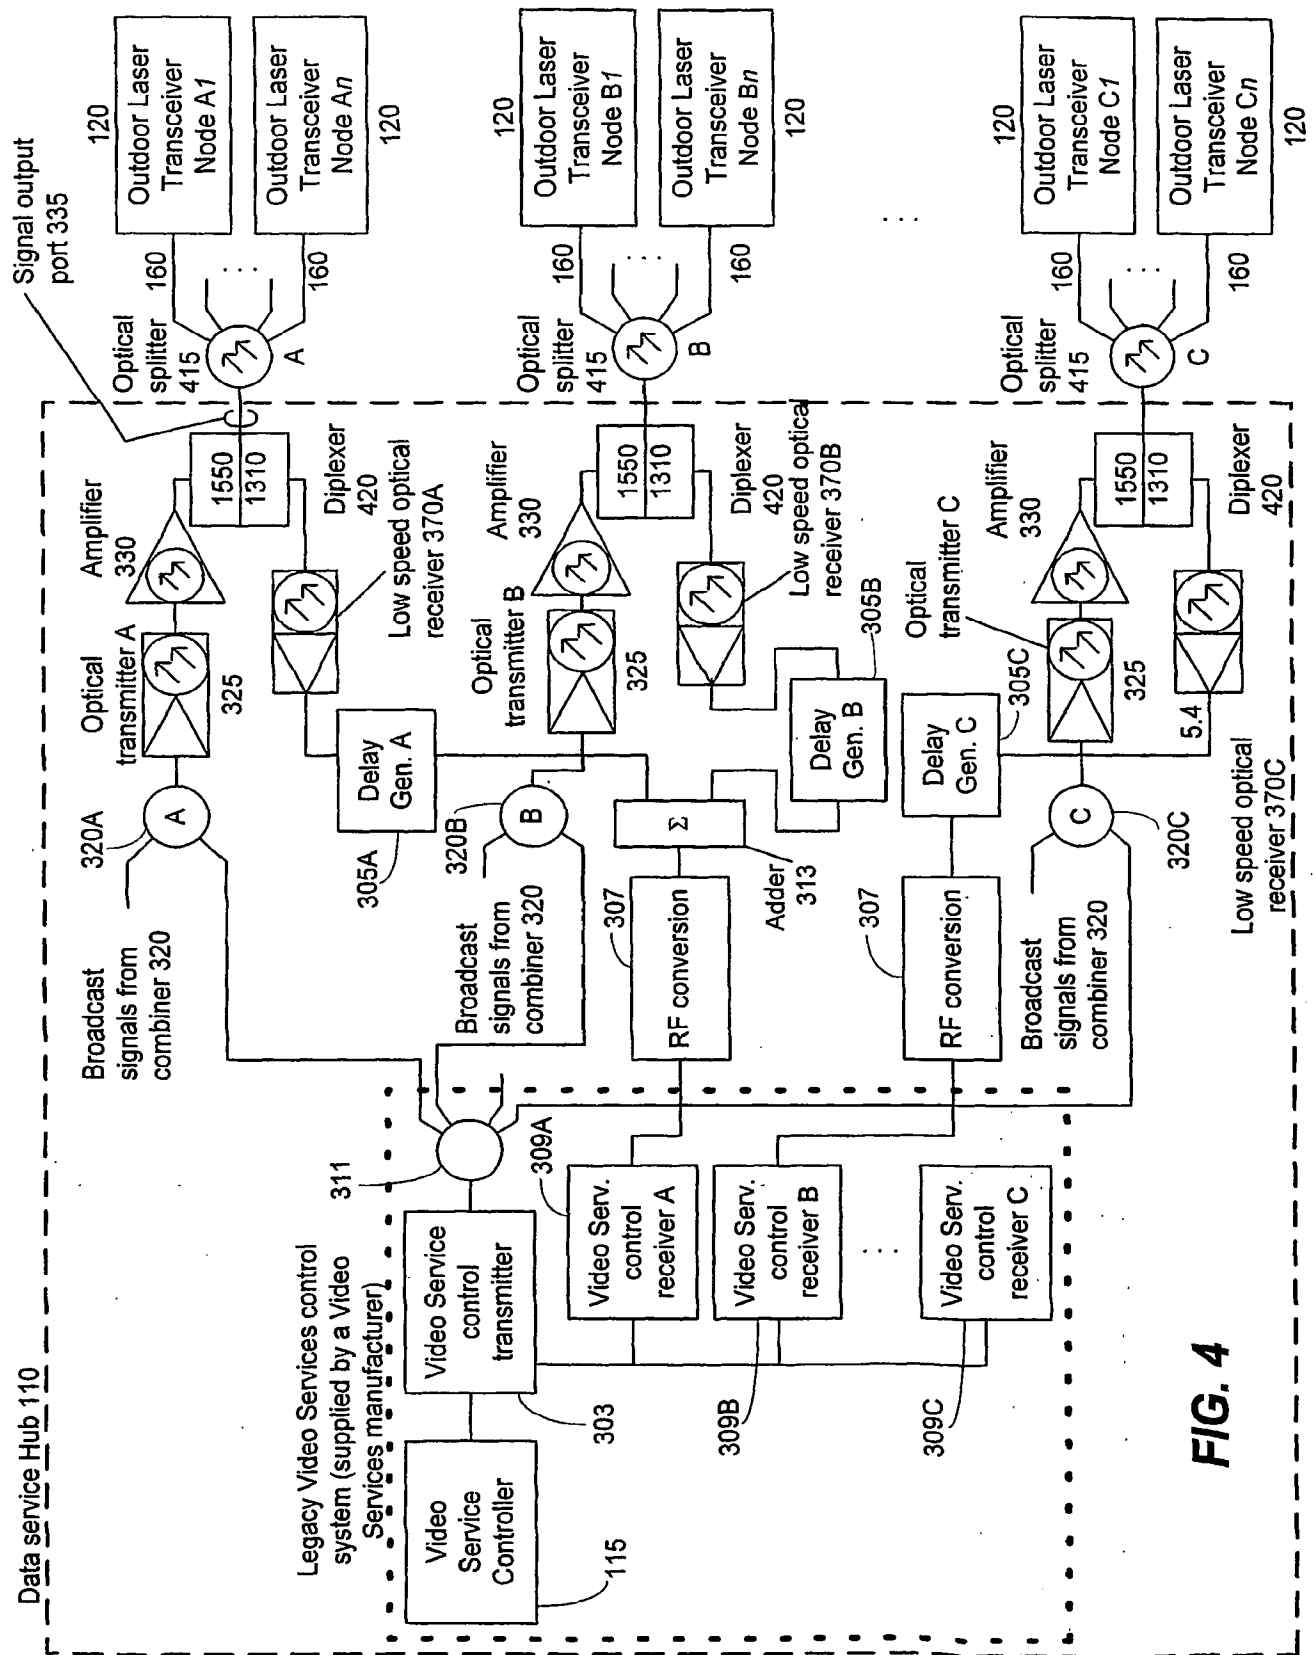 Data service Hub 110
Signal output
port 335
120
Outdoor Laser
Transceiver
Node A1
Outdoor Laser
Transceiver
Node An
120
160
160
Optical
splitter
415
A
Amplifier
330
1550
1310
Diplexer
420
Low speed optical
receiver 370A
Optical
transmitter A
325
320A
A
Broadcast
signals from
combiner 320
Delay
Gen. A
305A
120
Outdoor Laser
Transceiver
Node B1
Outdoor Laser
Transceiver
Node Bn
120
160
160
Optical
splitter
415
B
Amplifier
330
1550
1310
Diplexer
420
Low speed optical
receiver 370B
Optical
transmitter B
325
320B
B
Broadcast
signals from
combiner 320
Delay
Gen. B
305B
Σ
Adder
313
307
RF conversion
. . .
120
Outdoor Laser
Transceiver
Node C1
Outdoor Laser
Transceiver
Node Cn
120
160
160
Optical
splitter
415
C
Amplifier
330
1550
1310
Diplexer
420
Optical
transmitter C
325
5.4
Low speed optical
receiver 370C
305C
Delay
Gen. C
307
RF conversion
C
320C
Broadcast
signals from
combiner 320
Legacy Video Services control
system (supplied by a Video
Services manufacturer)
311
Video Service
control
transmitter
303
Video
Service
Controller
115
309A
Video Serv.
control
receiver A
Video Serv.
control
receiver B
309B
. . .
Video Serv.
control
receiver C
309C
FIG. 4